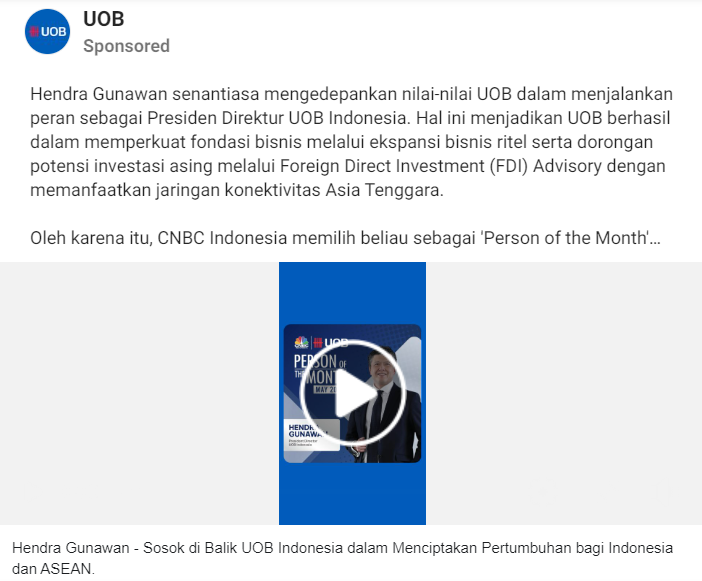 UOB
UOB
Sponsored
Hendra Gunawan senantiasa mengedepankan nilai-nilai UOB dalam menjalankan
peran sebagai Presiden Direktur UOB Indonesia. Hal ini menjadikan UOB berhasil
dalam memperkuat fondasi bisnis melalui ekspansi bisnis ritel serta dorongan
potensi investasi asing melalui Foreign Direct Investment (FDI) Advisory dengan
memanfaatkan jaringan konektivitas Asia Tenggara.
Oleh karena itu, CNBC Indonesia memilih beliau sebagai 'Person of the Month'...
UOB
PERSON OF
THE MONTH
MAY
HENDRA
GUNAWAN
Hendra Gunawan - Sosok di Balik UOB Indonesia dalam Menciptakan Pertumbuhan bagi Indonesia
dan ASEAN.